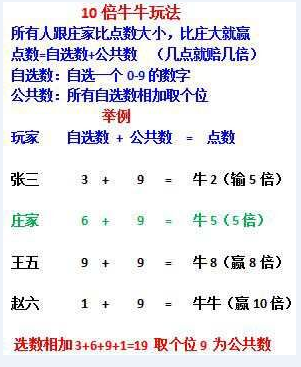 10倍牛牛玩法
所有人跟庄家比点数大小，比庄大就赢
点数=自选数+公共数 （几点就赔几倍）
自选数：自选一个0-9的数字
公共数：所有自选数相加取个位
举例
玩家 自选数 + 公共数 = 点数
张三 3 + 9 = 牛2（输5倍）
庄家 6 + 9 = 牛5（5倍）
王五 9 + 9 = 牛8（赢8倍）
赵六 1 + 9 = 牛牛（赢10倍）
选数相加3+6+9+1=19 取个位9 为公共数